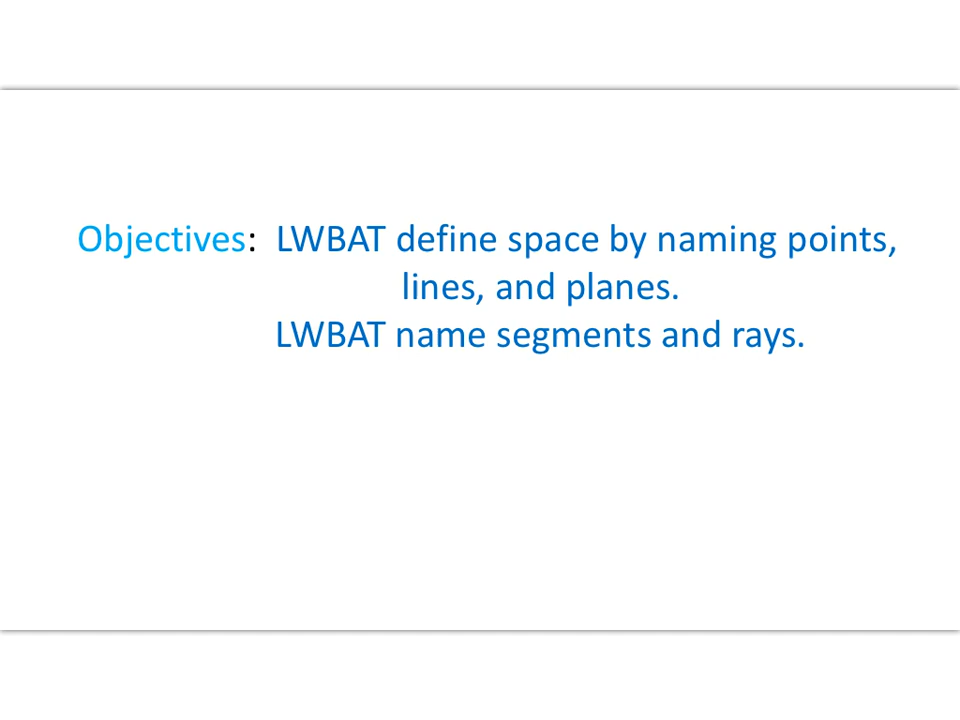 Objectives: LWBAT define space by naming points,
lines, and planes.
LWBAT name segments and rays.